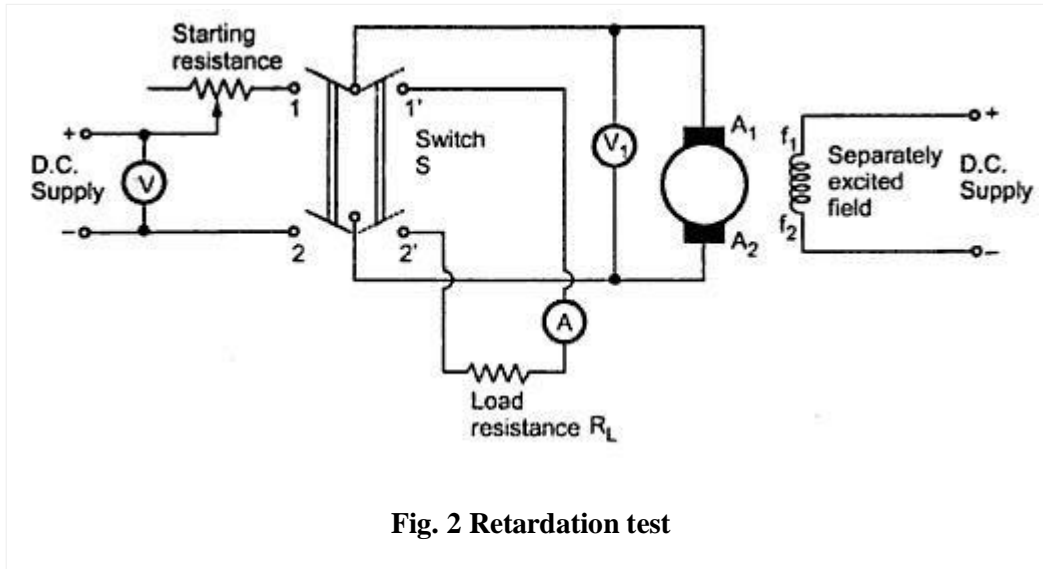 Starting
resistance
1
1'
+
V
D.C.
Supply
−
2
2'
Switch
S
V1
A1
A2
f1
f2
Separately
excited
field
+
D.C.
Supply
−
A
Load
resistance RL
Fig. 2 Retardation test